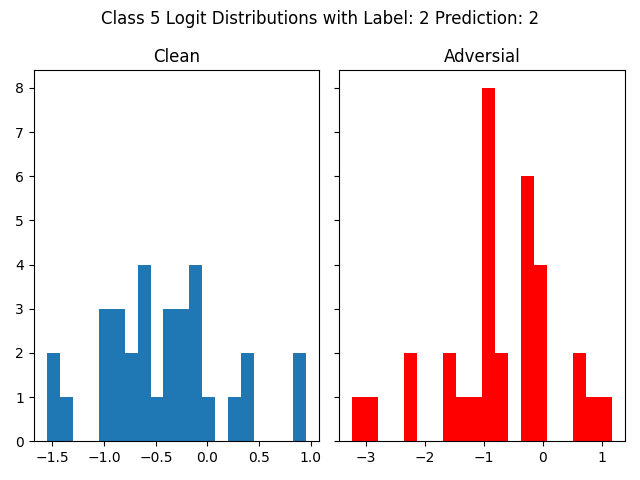 Class 5 Logit Distributions with Label: 2 Prediction: 2
Clean
Adversial
8
7
6
5
4
3
2
1
0
−1.5 −1.0 −0.5 0.0 0.5 1.0
−3 −2 −1 0 1